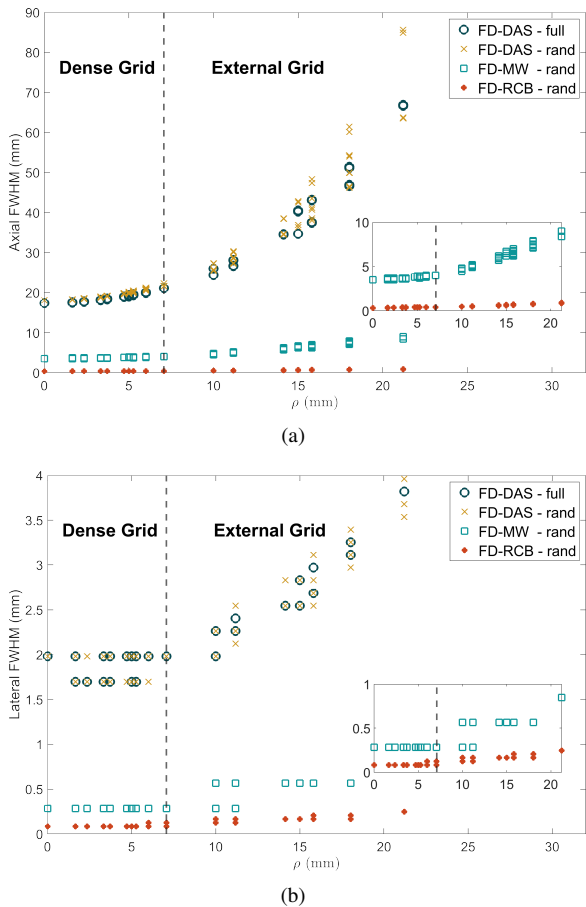 90
80
70
60
50
40
30
20
10
0
Axial FWHM (mm)
Dense Grid
External Grid
FD-DAS - full
FD-DAS - rand
FD-MW - rand
FD-RCB - rand
10
5
0
0 5 10 15 20
0 5 10 15 20 25 30
ρ (mm)
(a)
4
3.5
3
2.5
2
1.5
1
0.5
0
Lateral FWHM (mm)
Dense Grid
External Grid
FD-DAS - full
FD-DAS - rand
FD-MW - rand
FD-RCB - rand
1
0.5
0
0 5 10 15 20
0 5 10 15 20 25 30
ρ (mm)
(b)